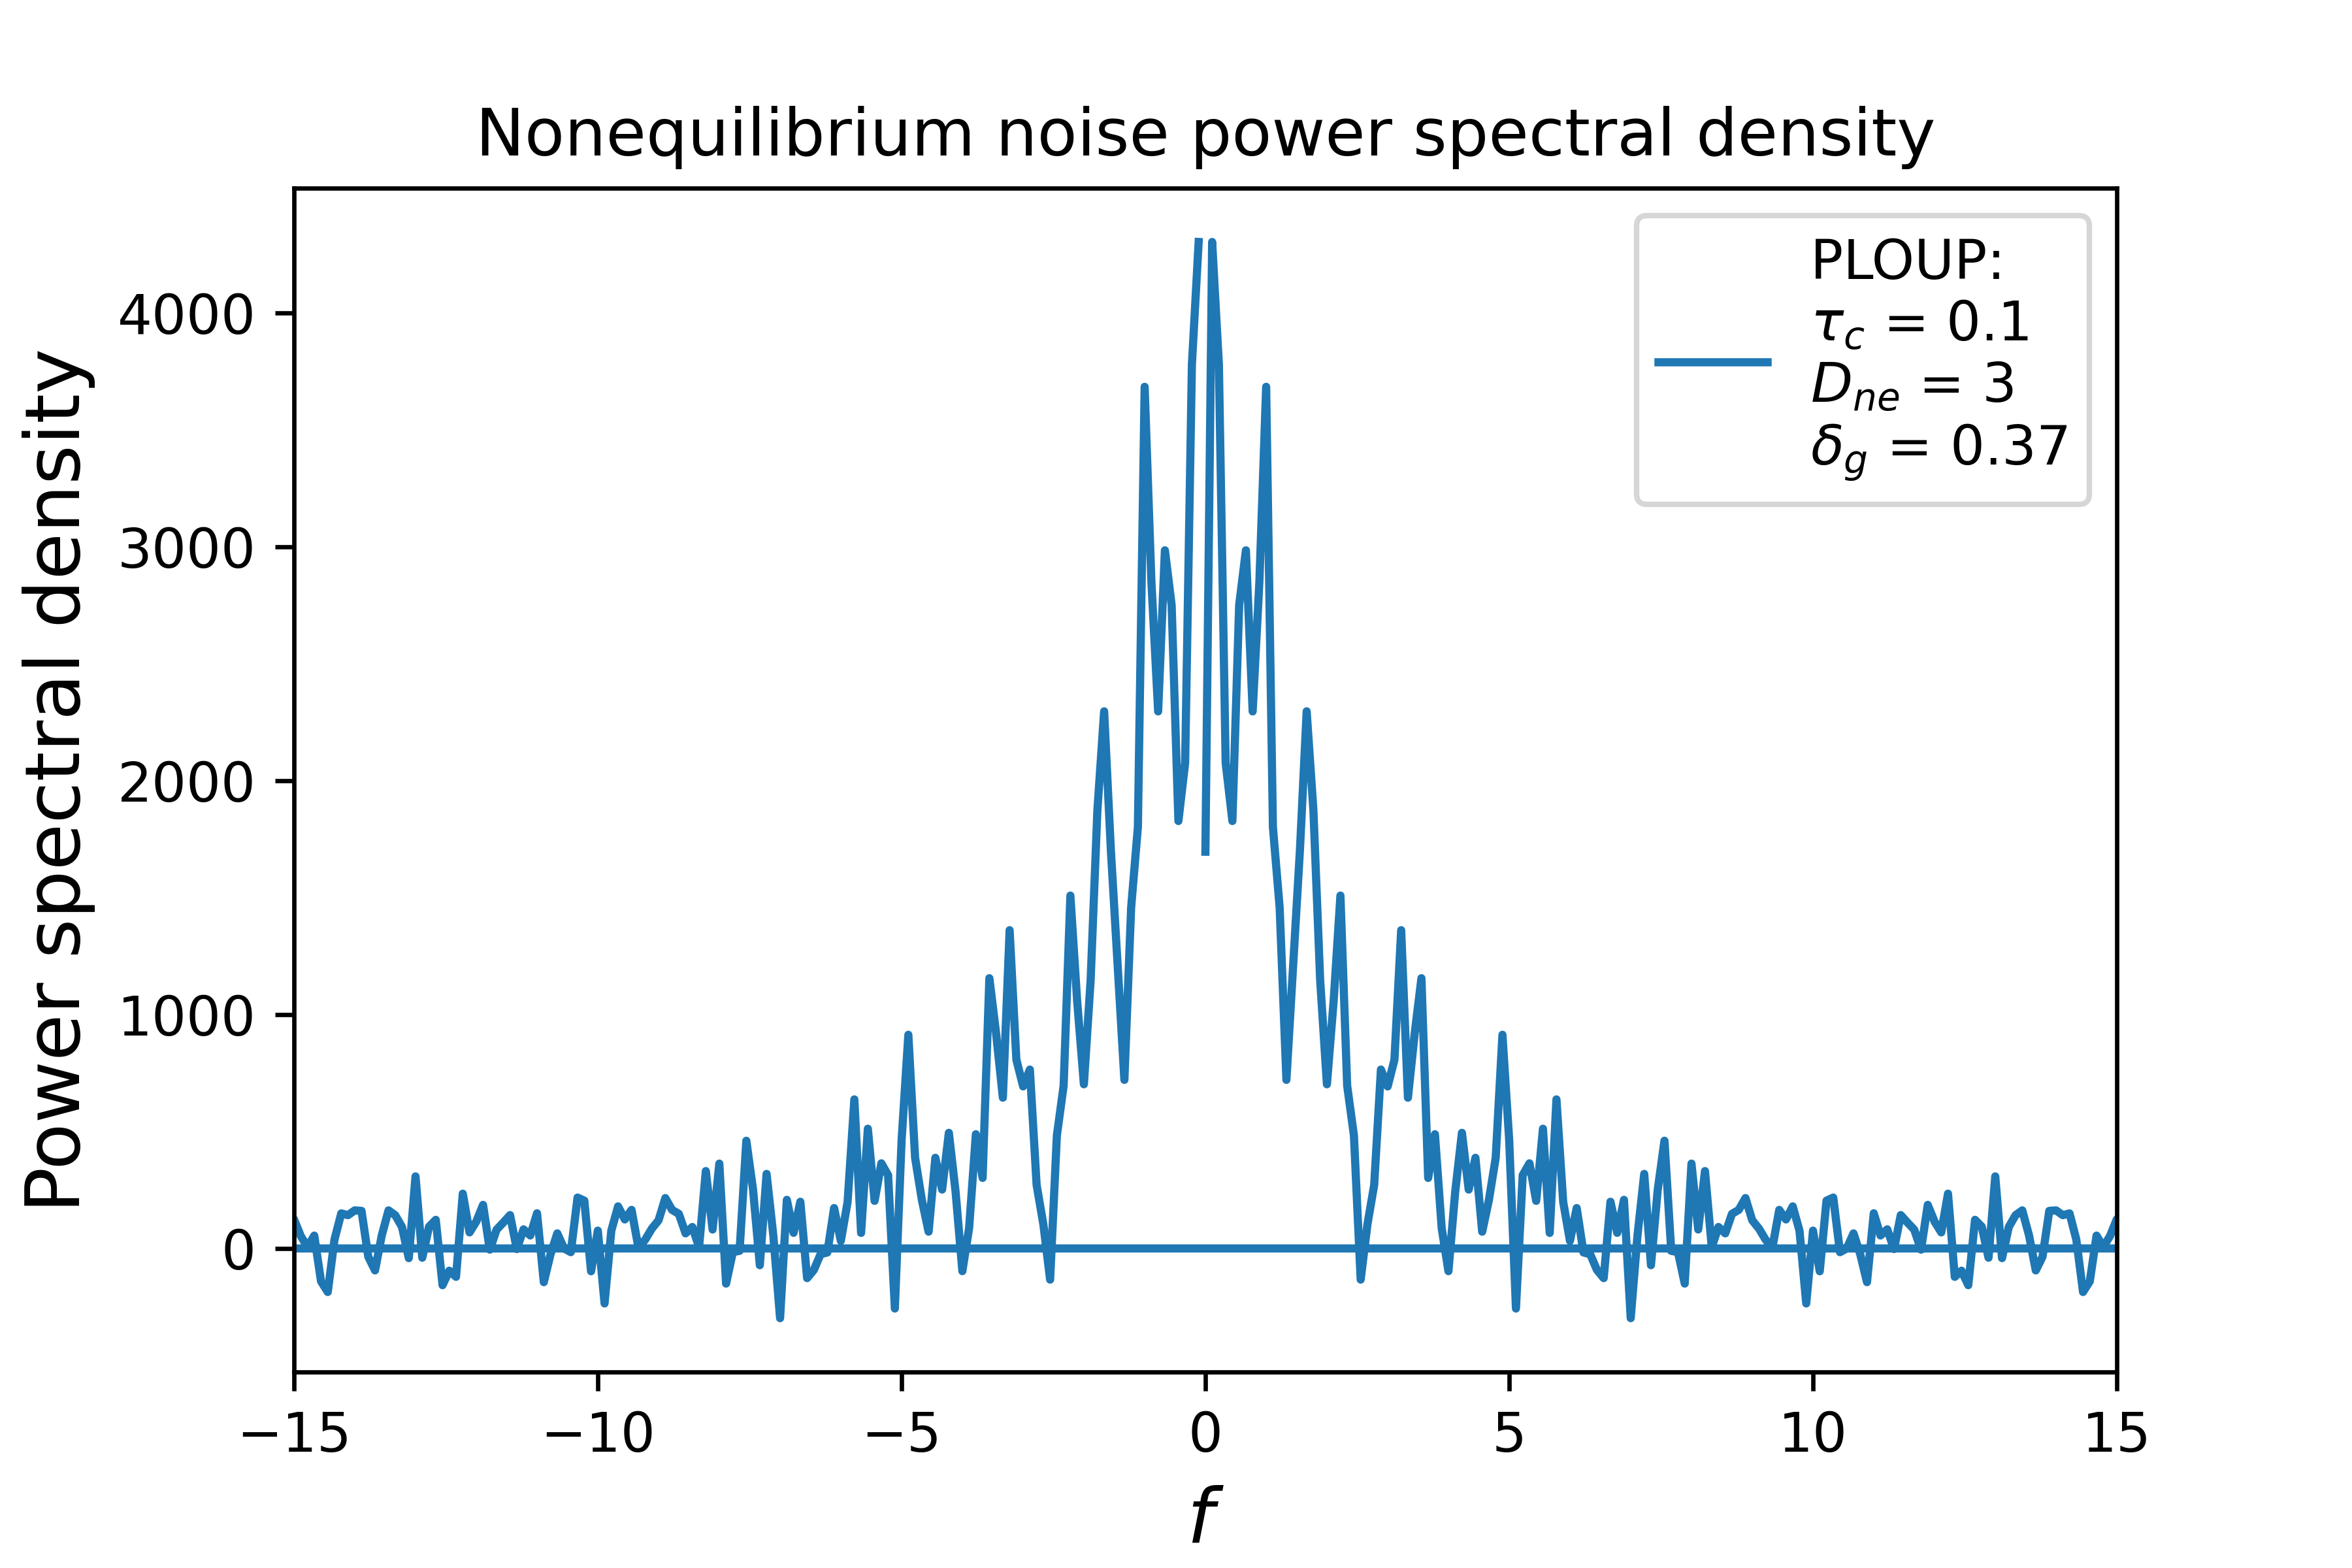 Nonequilibrium noise power spectral density
Power spectral density
4000
3000
2000
1000
0
PLOUP:
τc = 0.1
Dne = 3
δg = 0.37
−15 −10 −5 0 5 10 15
f